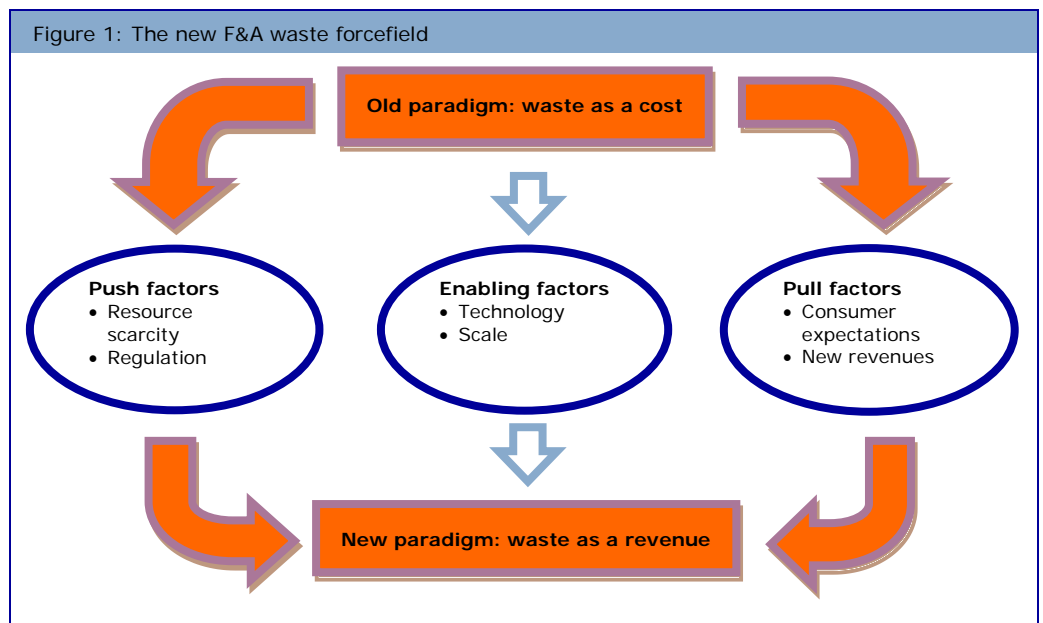 Figure 1: The new F&A waste forcefield
Old paradigm: waste as a cost
Push factors
• Resource
scarcity
• Regulation
Enabling factors
• Technology
• Scale
Pull factors
• Consumer
expectations
• New revenues
New paradigm: waste as a revenue